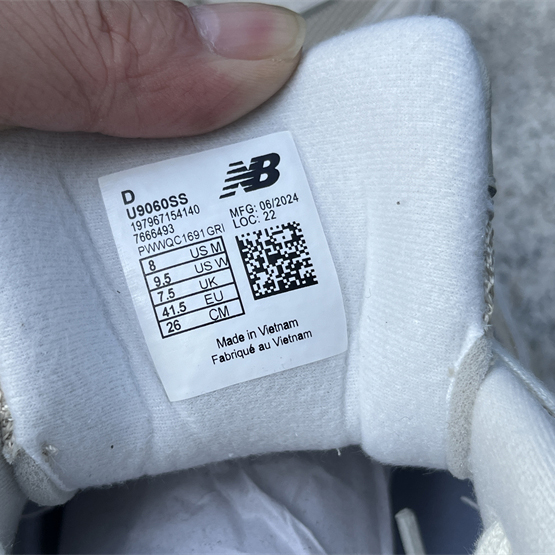 D
NB
U9060SS
197967154140
MFG: 06/2024
7666493
LOC: 22
PWWQC1691GRI
8 US M
9.5 US W
7.5 UK
41.5 EU
26 CM
Made in Vietnam
Fabriqué au Vietnam